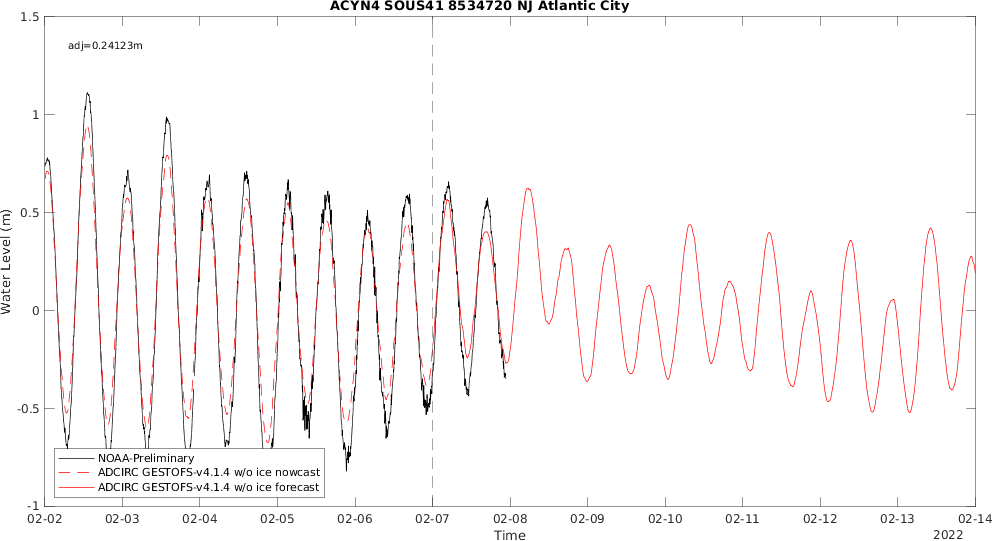 ACYN4 SOUS41 8534720 NJ Atlantic City
1.5
adj=0.24123m
1
0.5
Water Level (m)
0
-0.5
NOAA-Preliminary
ADCIRC GESTOFS-v4.1.4 w/o ice nowcast
ADCIRC GESTOFS-v4.1.4 w/o ice forecast
-1
02-02 02-03 02-04 02-05 02-06 02-07 02-08 02-09 02-10 02-11 02-12 02-13 02-14
Time
2022